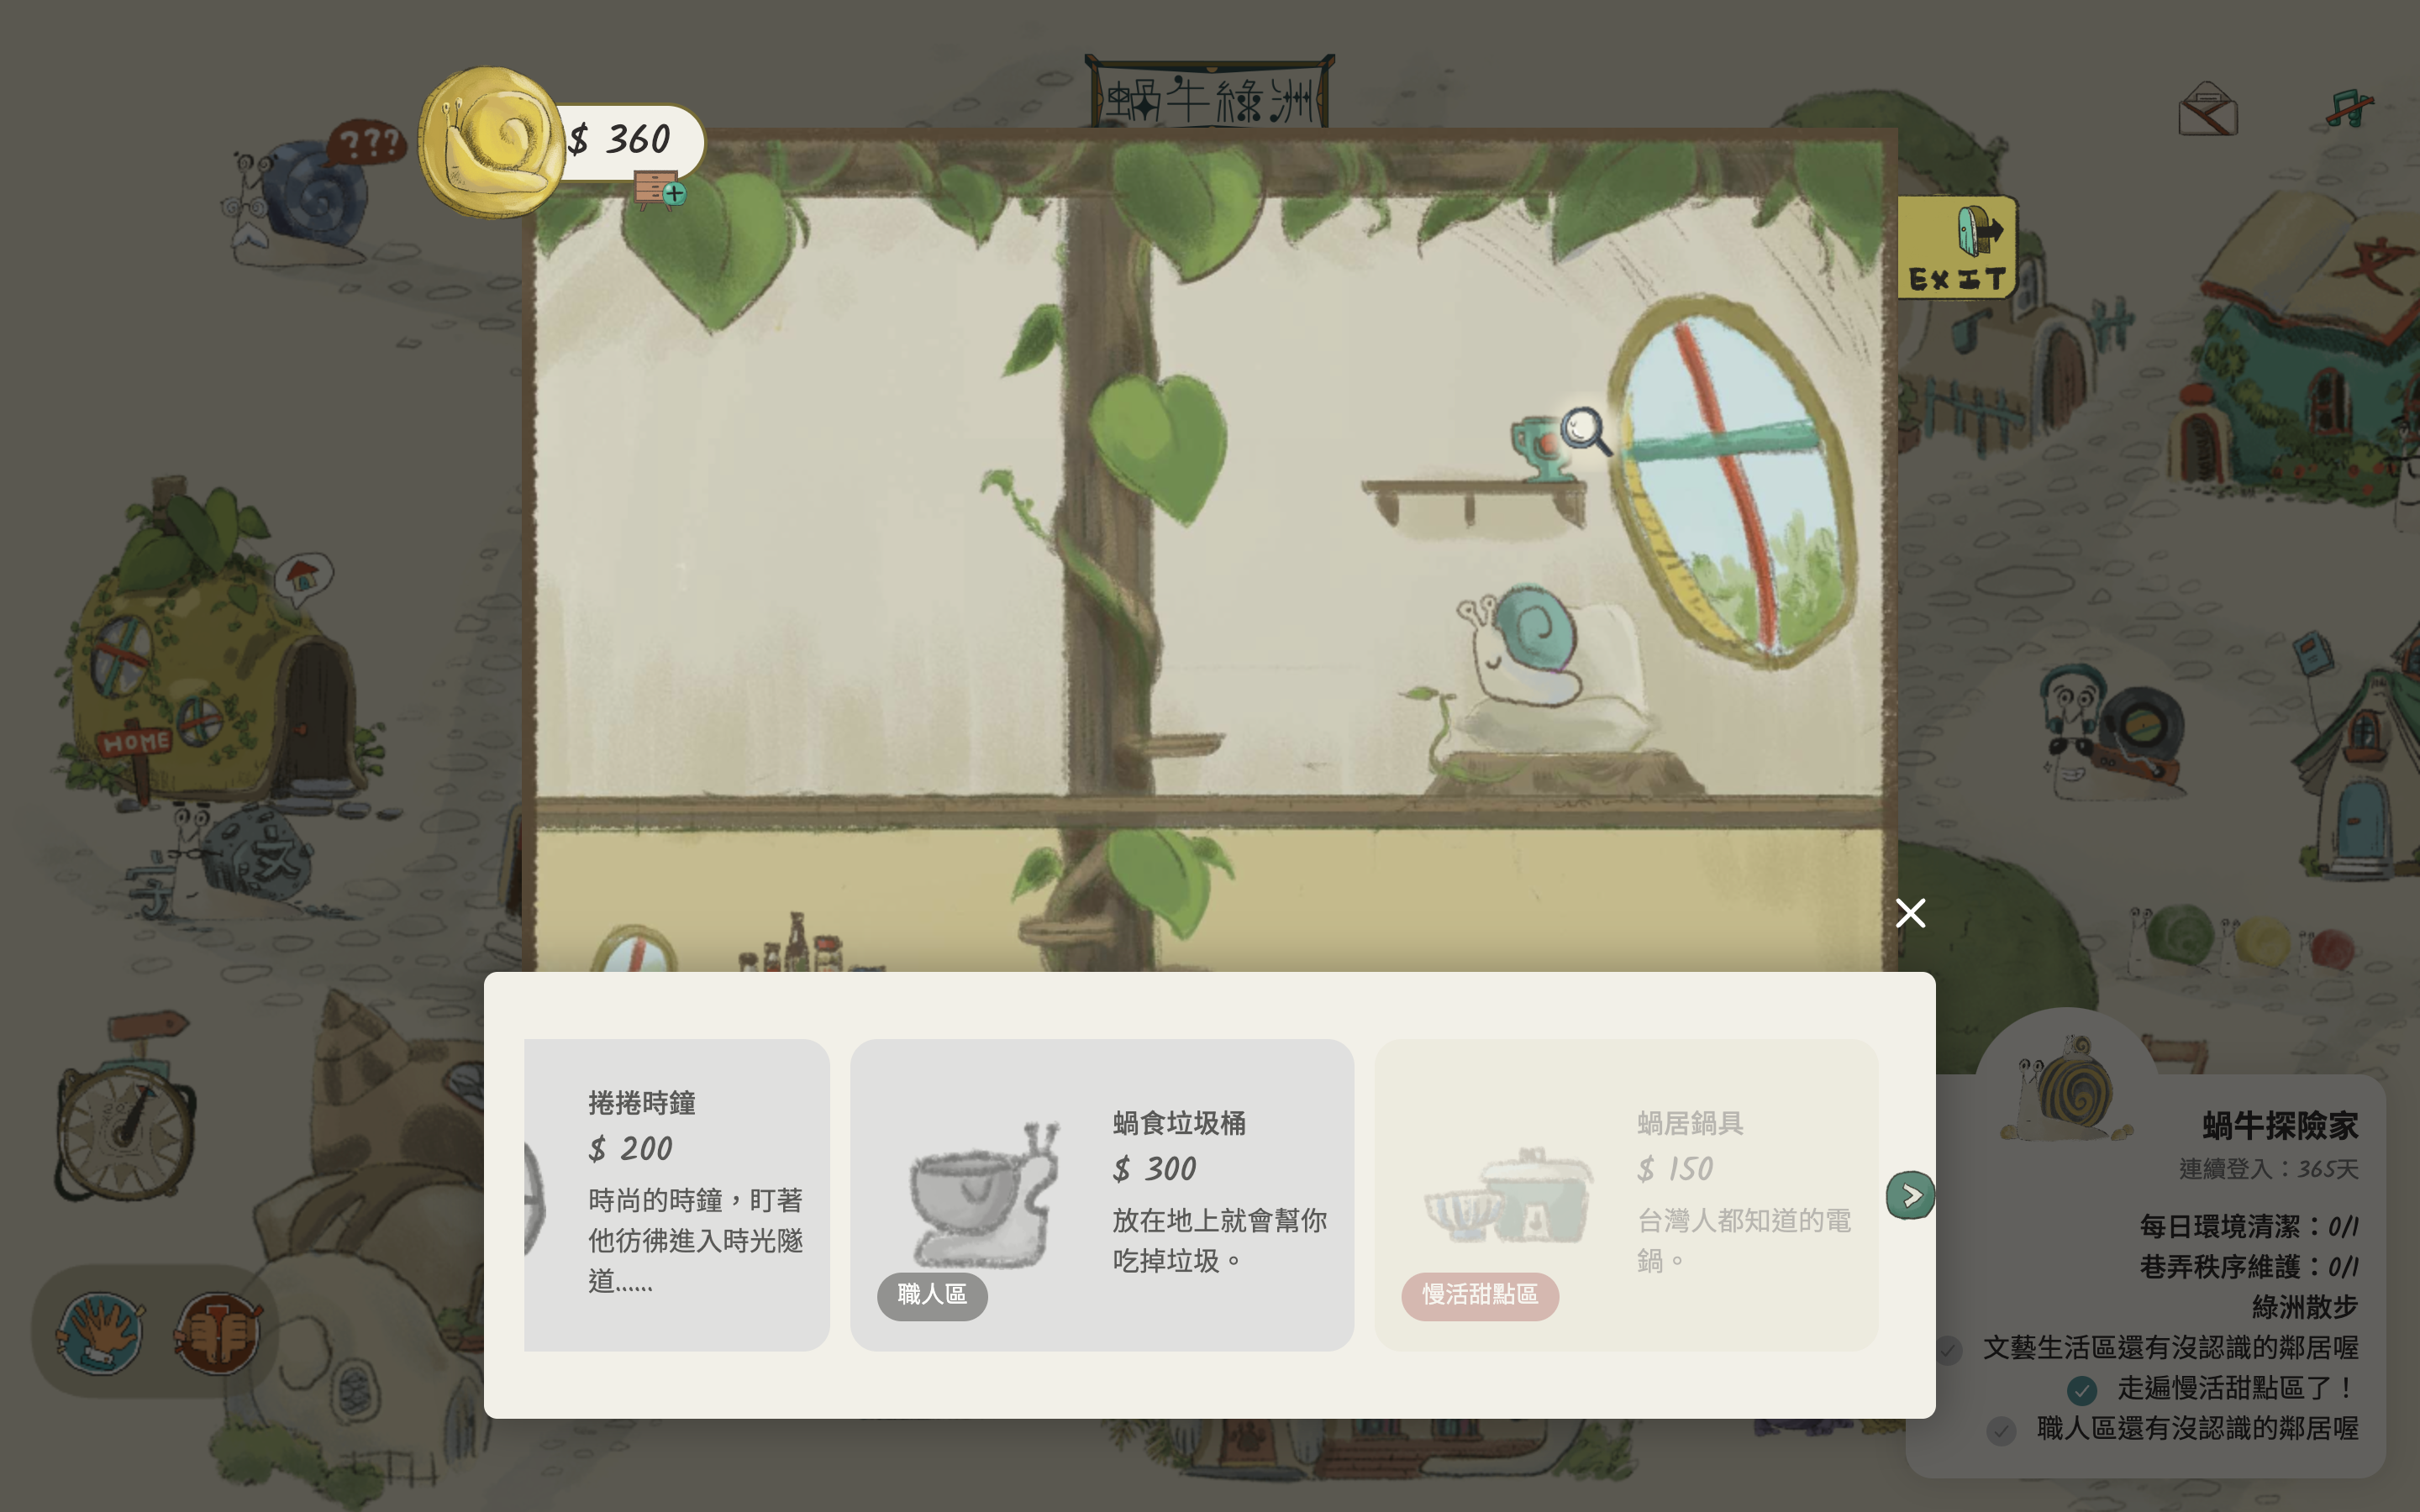 蝸牛綠洲
???
$ 360
EXIT
文
HOME
文
字
捲捲時鐘
$ 200
時尚的時鐘，盯著
他彷彿進入時光隧
道……
蝸食垃圾桶
$ 300
放在地上就會幫你
吃掉垃圾。
職人區
蝸居鍋具
$ 150
台灣人都知道的電
鍋。
慢活甜點區
蝸牛探險家
連續登入：365天
每日環境清潔：0/1
巷弄秩序維護：0/1
綠洲散步
文藝生活區還有沒認識的鄰居喔
走遍慢活甜點區了！
職人區還有沒認識的鄰居喔